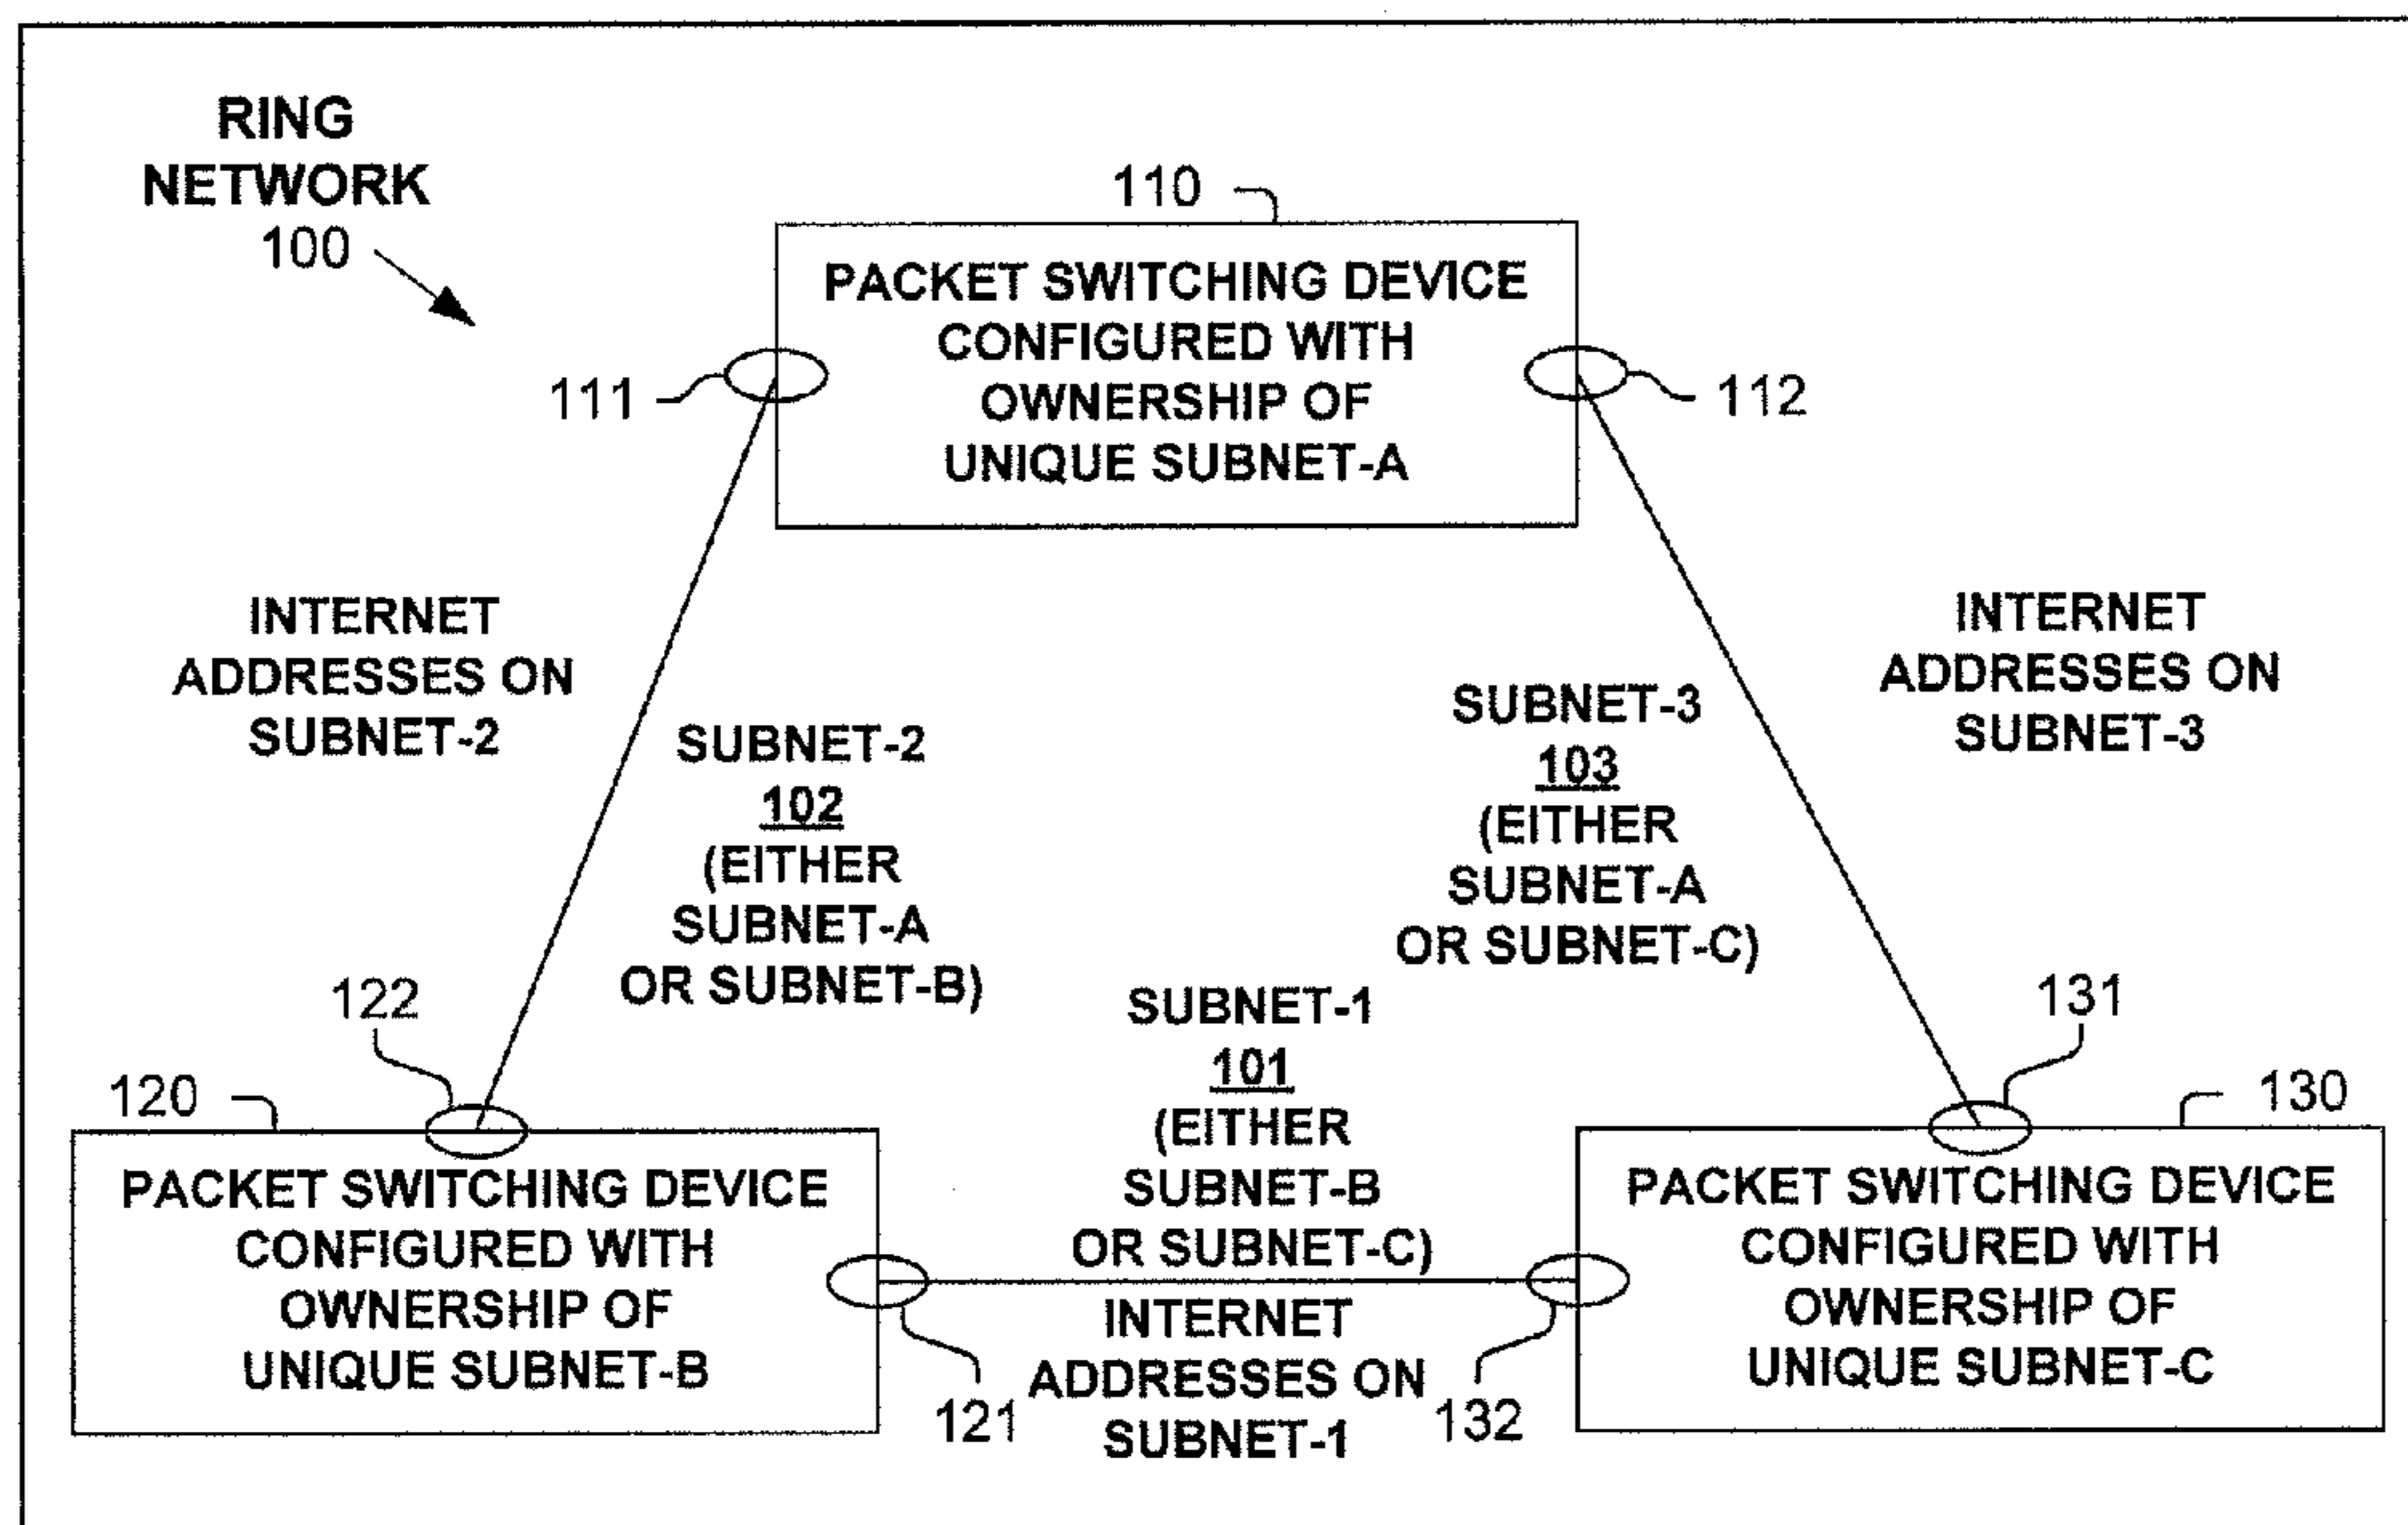 RING
NETWORK
100
110
PACKET SWITCHING DEVICE
CONFIGURED WITH
OWNERSHIP OF
UNIQUE SUBNET-A
111
112
INTERNET
ADDRESSES ON
SUBNET-2
SUBNET-2
102
(EITHER
SUBNET-A
OR SUBNET-B)
SUBNET-3
103
(EITHER
SUBNET-A
OR SUBNET-C)
INTERNET
ADDRESSES ON
SUBNET-3
122
120
PACKET SWITCHING DEVICE
CONFIGURED WITH
OWNERSHIP OF
UNIQUE SUBNET-B
121
SUBNET-1
101
(EITHER
SUBNET-B
OR SUBNET-C)
INTERNET
ADDRESSES ON
SUBNET-1
132
131
130
PACKET SWITCHING DEVICE
CONFIGURED WITH
OWNERSHIP OF
UNIQUE SUBNET-C